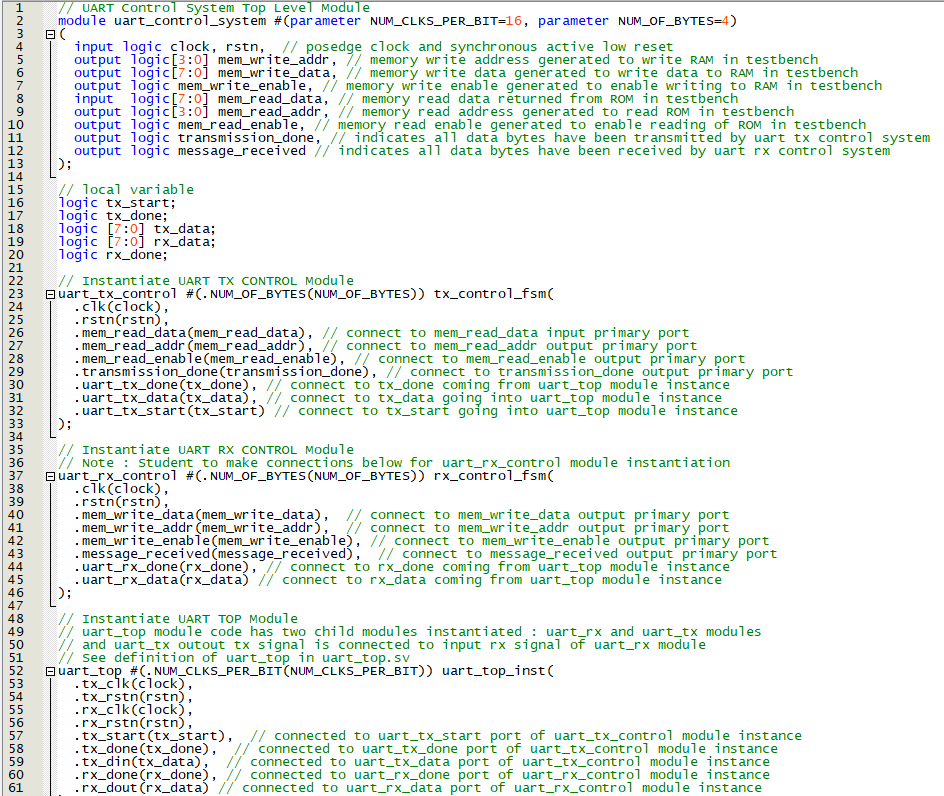 1 // UART Control System Top Level Module
2 module uart_control_system #(parameter NUM_CLKS_PER_BIT=16, parameter NUM_OF_BYTES=4)
3 (
4 input logic clock, rstn, // posedge clock and synchronous active low reset
5 output logic[3:0] mem_write_addr, // memory write address generated to write RAM in testbench
6 output logic[7:0] mem_write_data, // memory write data generated to write data to RAM in testbench
7 output logic mem_write_enable, // memory write enable generated to enable writing to RAM in testbench
8 input logic[7:0] mem_read_data, // memory read data returned from ROM in testbench
9 output logic[3:0] mem_read_addr, // memory read address generated to read ROM in testbench
10 output logic mem_read_enable, // memory read enable generated to enable reading of ROM in testbench
11 output logic transmission_done, // indicates all data bytes have been transmitted by uart tx control system
12 output logic message_received // indicates all data bytes have been received by uart rx control system
13 );
14
15 // local variable
16 logic tx_start;
17 logic tx_done;
18 logic [7:0] tx_data;
19 logic [7:0] rx_data;
20 logic rx_done;
21
22 // Instantiate UART TX CONTROL Module
23 uart_tx_control #(.NUM_OF_BYTES(NUM_OF_BYTES)) tx_control_fsm(
24 .clk(clock),
25 .rstn(rstn),
26 .mem_read_data(mem_read_data), // connect to mem_read_data input primary port
27 .mem_read_addr(mem_read_addr), // connect to mem_read_addr output primary port
28 .mem_read_enable(mem_read_enable), // connect to mem_read_enable output primary port
29 .transmission_done(transmission_done), // connect to transmission_done output primary port
30 .uart_tx_done(tx_done), // connect to tx_done coming from uart_top module instance
31 .uart_tx_data(tx_data), // connect to tx_data going into uart_top module instance
32 .uart_tx_start(tx_start) // connect to tx_start going into uart_top module instance
33 );
34
35 // Instantiate UART RX CONTROL Module
36 // Note : Student to make connections below for uart_rx_control module instantiation
37 uart_rx_control #(.NUM_OF_BYTES(NUM_OF_BYTES)) rx_control_fsm(
38 .clk(clock),
39 .rstn(rstn),
40 .mem_write_data(mem_write_data), // connect to mem_write_data output primary port
41 .mem_write_addr(mem_write_addr), // connect to mem_write_addr output primary port
42 .mem_write_enable(mem_write_enable), // connect to mem_write_enable output primary port
43 .message_received(message_received), // connect to message_received output primary port
44 .uart_rx_done(rx_done), // connect to rx_done coming from uart_top module instance
45 .uart_rx_data(rx_data) // connect to rx_data coming from uart_top module instance
46 );
47
48 // Instantiate UART TOP Module
49 // uart_top module code has two child modules instantiated : uart_rx and uart_tx modules
50 // and uart_tx outout tx signal is connected to input rx signal of uart_rx module
51 // See definition of uart_top in uart_top.sv
52 uart_top #(.NUM_CLKS_PER_BIT(NUM_CLKS_PER_BIT)) uart_top_inst(
53 .tx_clk(clock),
54 .tx_rstn(rstn),
55 .rx_clk(clock),
56 .rx_rstn(rstn),
57 .tx_start(tx_start), // connected to uart_tx_start port of uart_tx_control module instance
58 .tx_done(tx_done), // connected to uart_tx_done port of uart_tx_control module instance
59 .tx_din(tx_data), // connected to uart_tx_data port of uart_tx_control module instance
60 .rx_done(rx_done), // connected to uart_rx_done port of uart_tx_control module instance
61 .rx_dout(rx_data) // connected to uart_rx_data port of uart_tx_control module instance